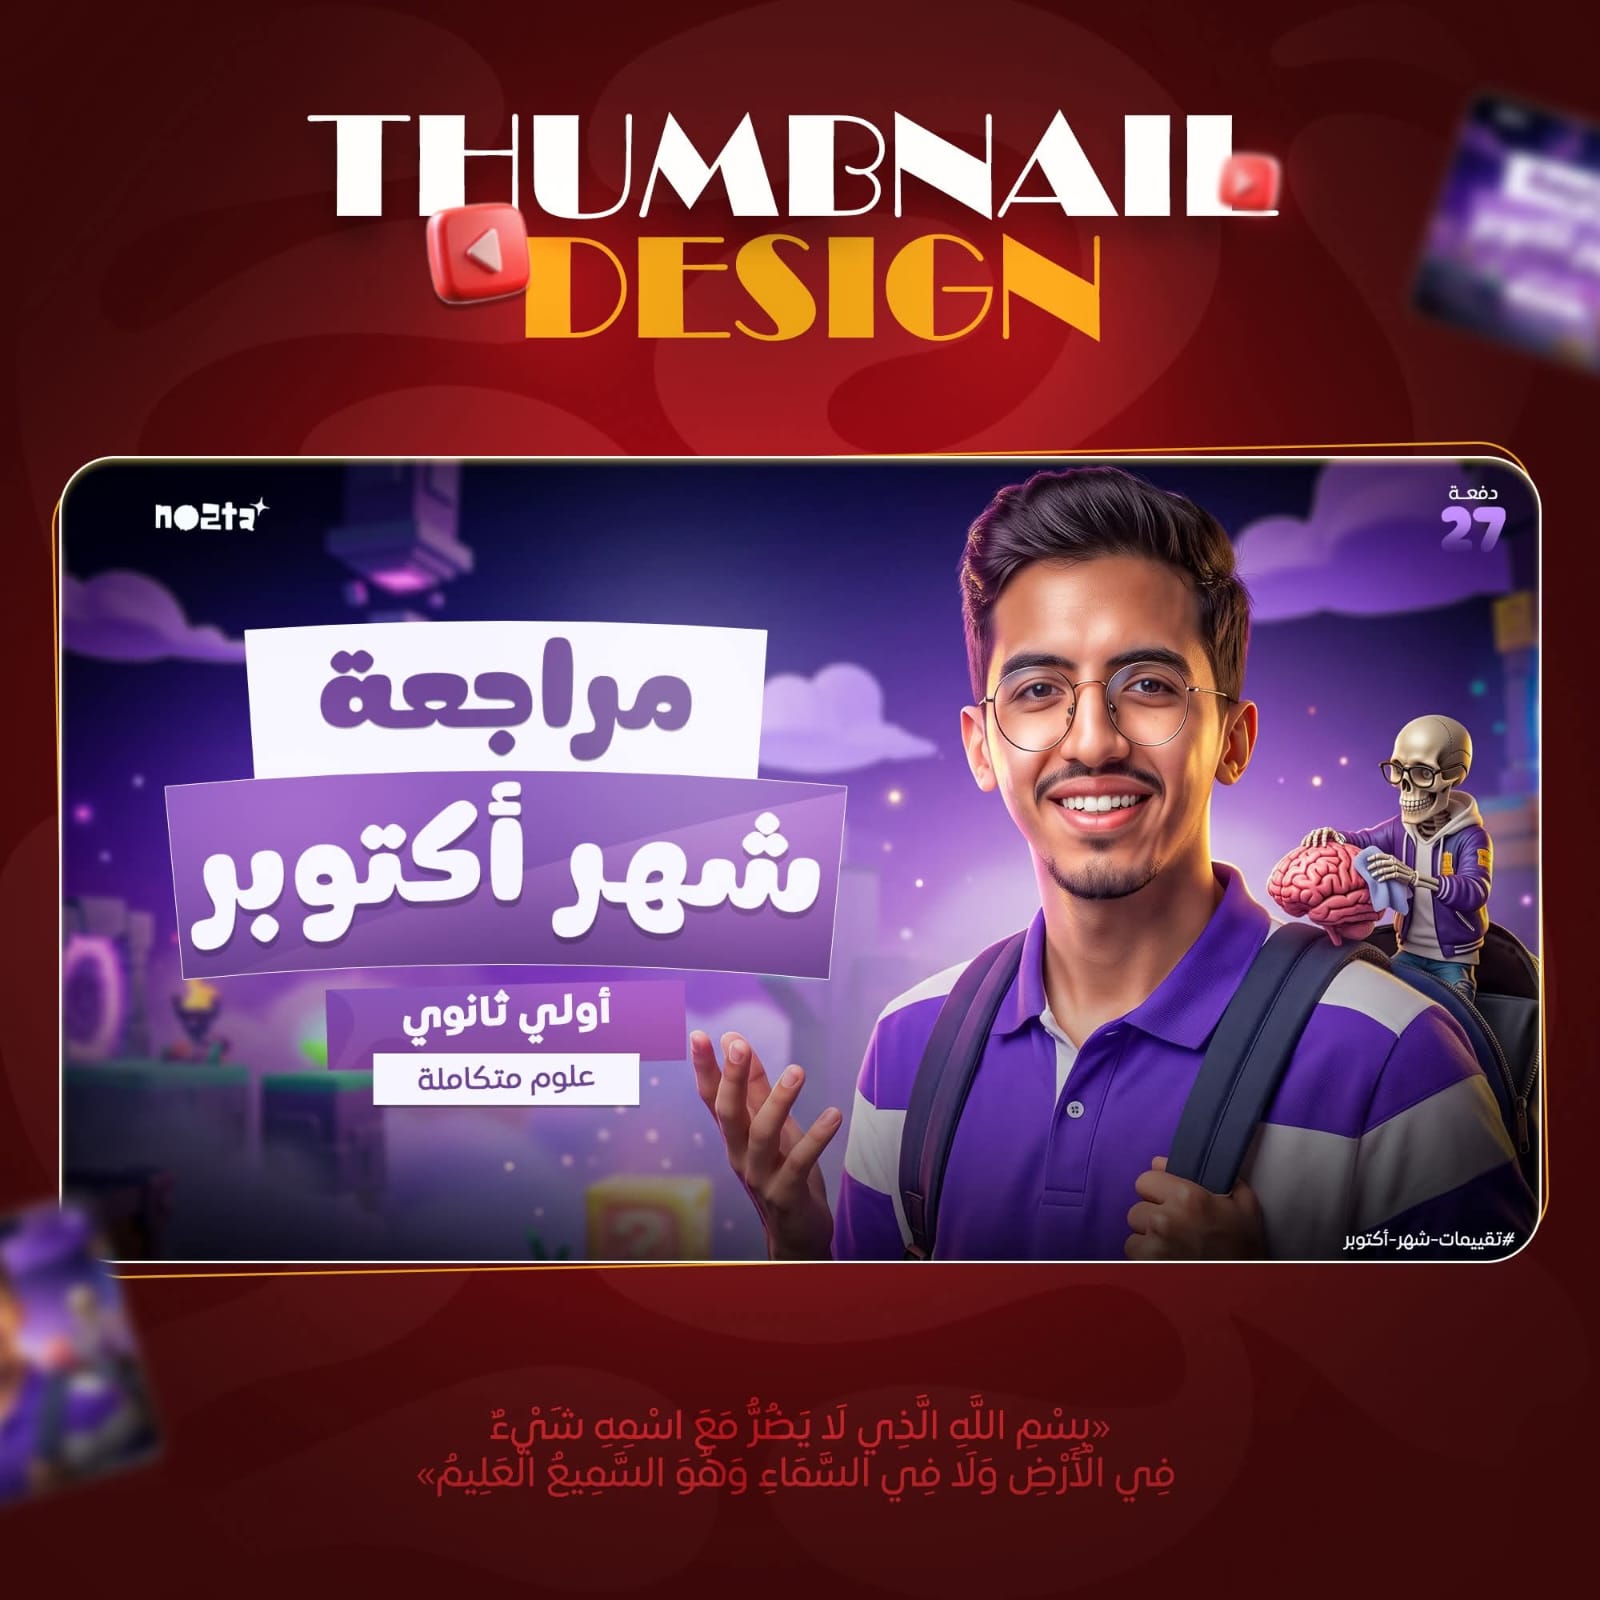 THUMBNAIL
DESIGN
no2ta
دفعة
27
مراجعة
شهر أكتوبر
أولي ثانوي
علوم متكاملة
#تقييمات-شهر-أكتوبر
«بِسْمِ اللَّهِ الَّذِي لَا يَضُرُّ مَعَ اسْمِهِ شَيْءٌ
فِي الْأَرْضِ وَلَا فِي السَّمَاءِ وَهُوَ السَّمِيعُ الْعَلِيمُ»